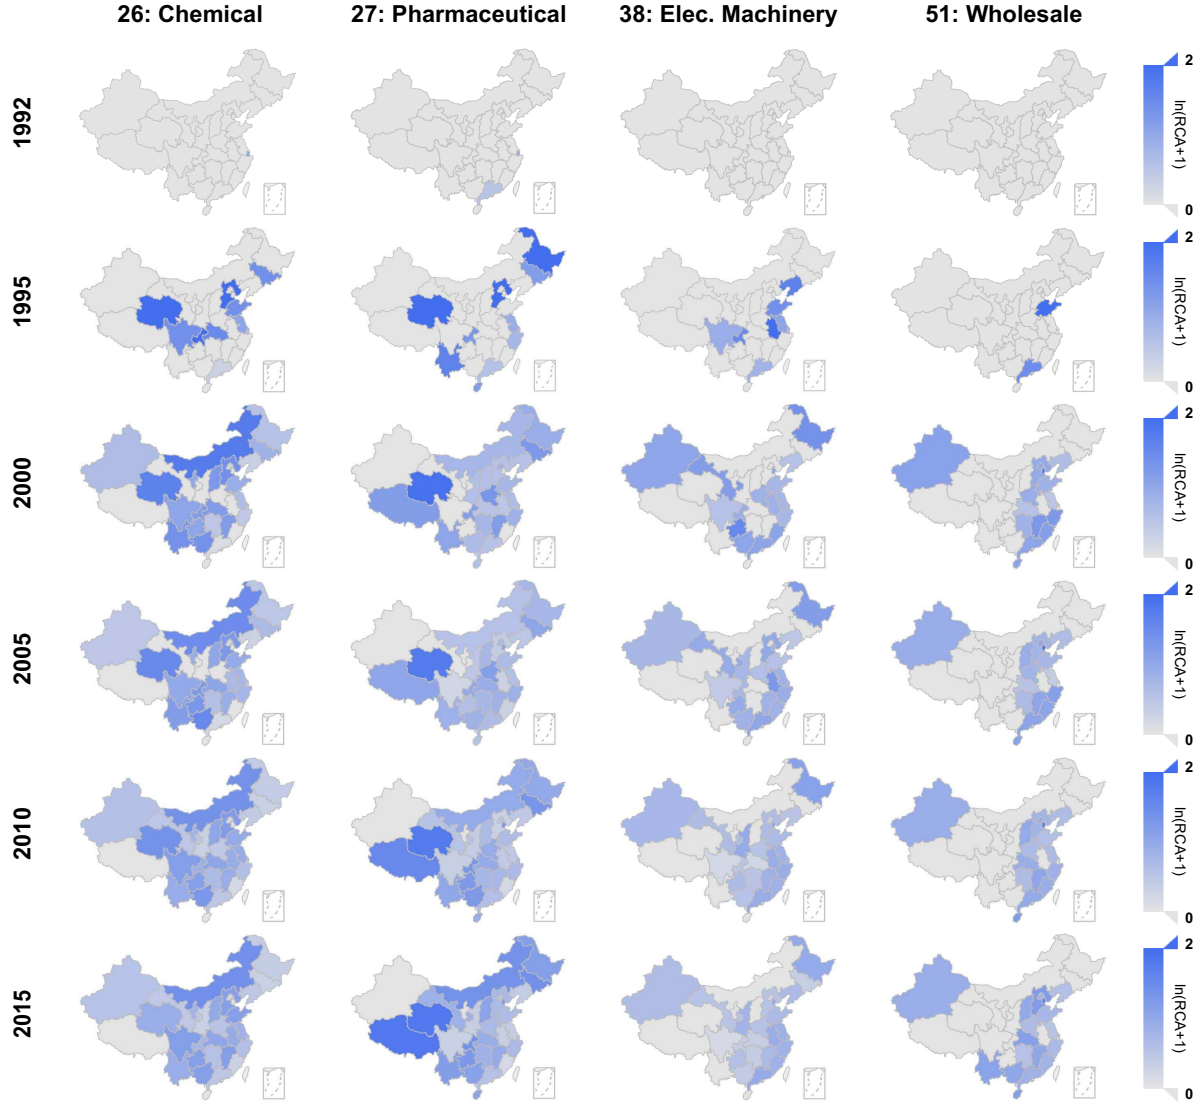 26: Chemical
27: Pharmaceutical
38: Elec. Machinery
51: Wholesale
1992
2
ln(RCA+1)
0
1995
2
ln(RCA+1)
0
2000
2
ln(RCA+1)
0
2005
2
ln(RCA+1)
0
2010
2
ln(RCA+1)
0
2015
2
ln(RCA+1)
0